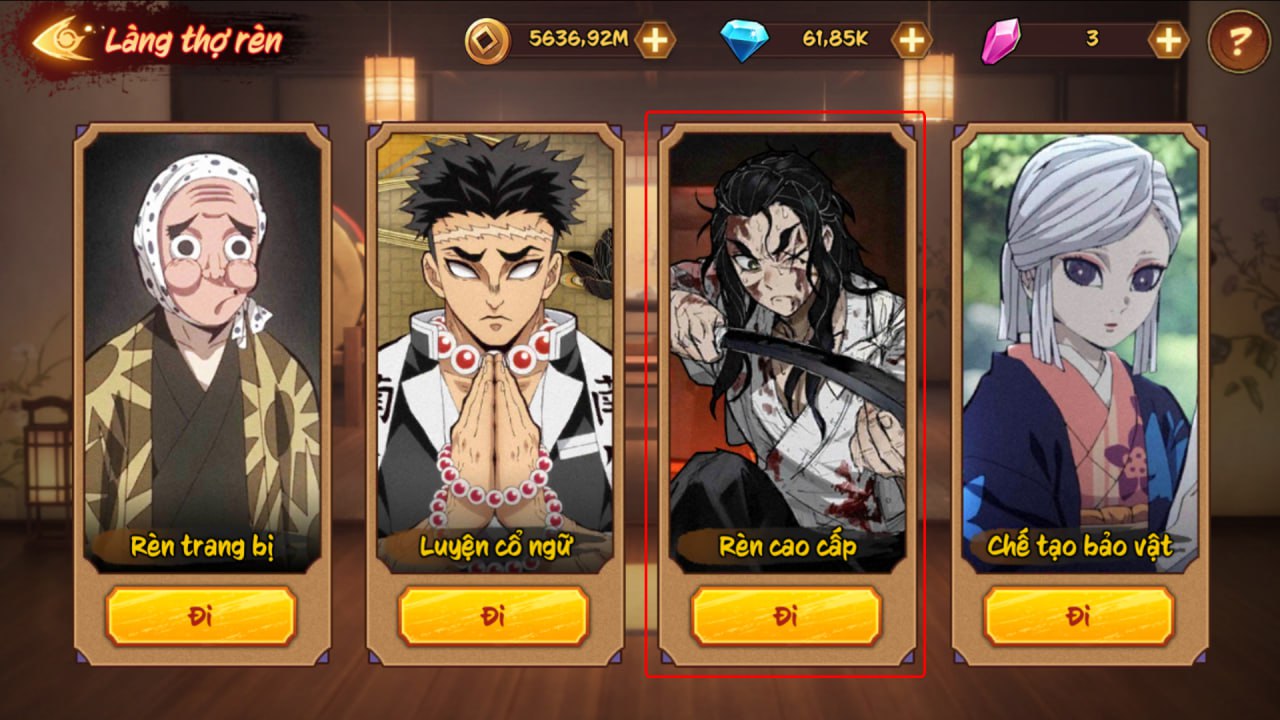 Làng thợ rèn
5636,92M
61,85K
3
?
Rèn trang bị
Luyện cổ ngữ
Rèn cao cấp
Chế tạo bảo vật
Đi
Đi
Đi
Đi